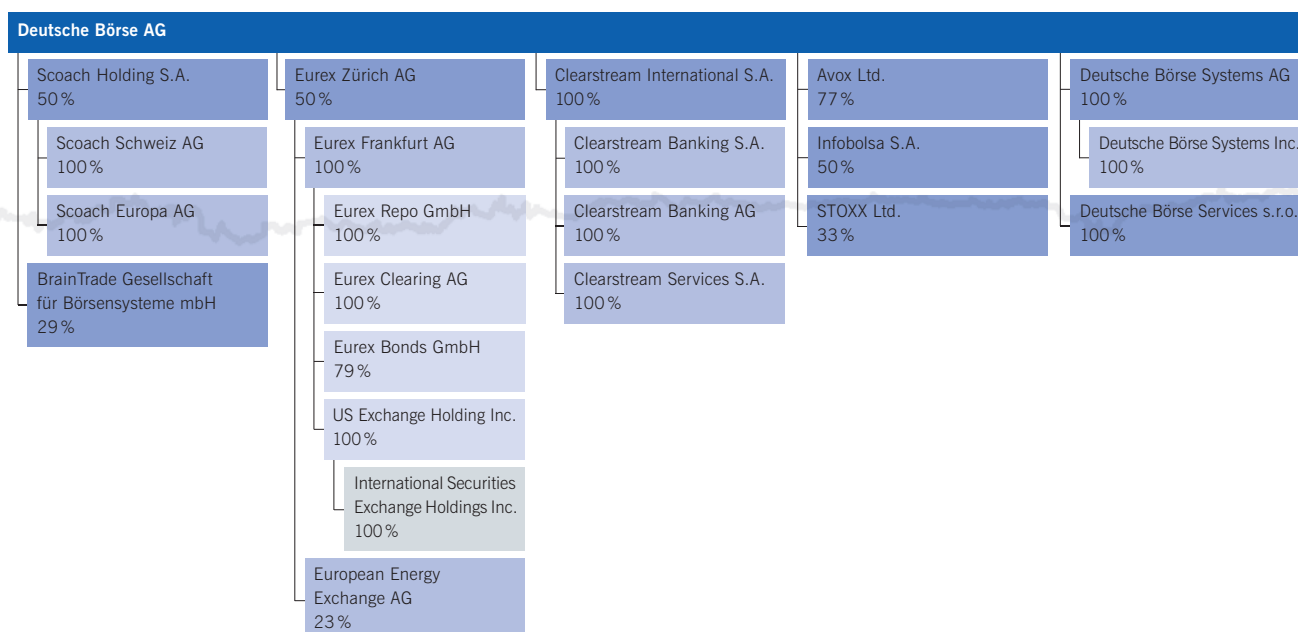 Deutsche Börse AG
Scoach Holding S.A.
50 %
Scoach Schweiz AG
100 %
Scoach Europa AG
100 %
BrainTrade Gesellschaft
für Börsensysteme mbH
29 %
Eurex Zürich AG
50 %
Eurex Frankfurt AG
100 %
Eurex Repo GmbH
100 %
Eurex Clearing AG
100 %
Eurex Bonds GmbH
79 %
US Exchange Holding Inc.
100 %
International Securities
Exchange Holdings Inc.
100 %
European Energy
Exchange AG
23 %
Clearstream International S.A.
100 %
Clearstream Banking S.A.
100 %
Clearstream Banking AG
100 %
Clearstream Services S.A.
100 %
Avox Ltd.
77 %
Infobolsa S.A.
50 %
STOXX Ltd.
33 %
Deutsche Börse Systems AG
100 %
Deutsche Börse Systems Inc.
100 %
Deutsche Börse Services s.r.o.
100 %